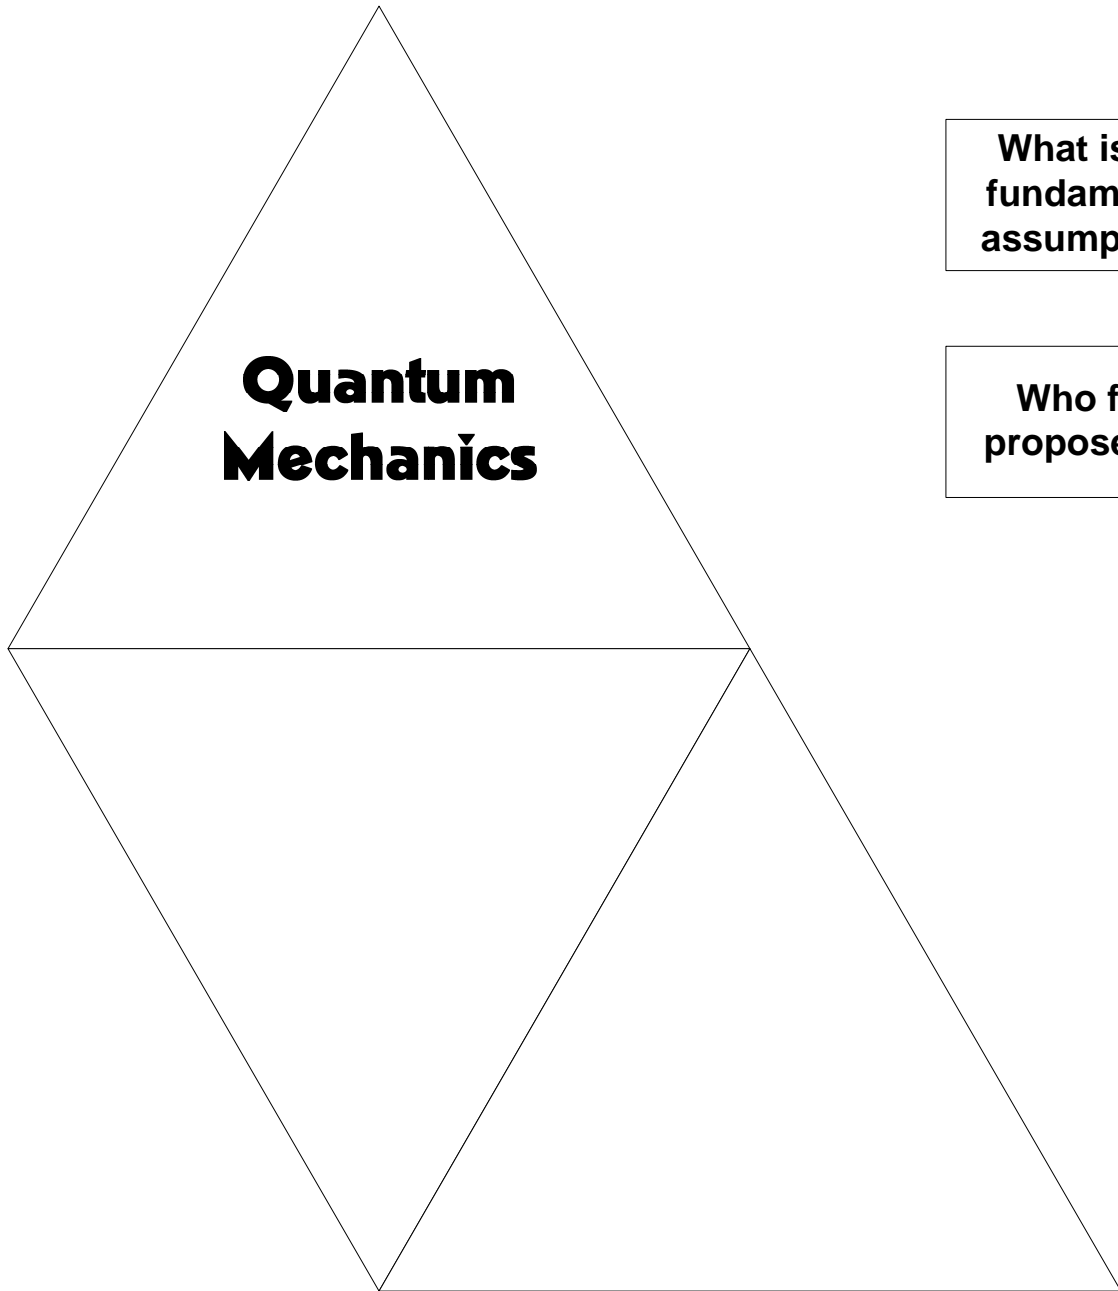 Quantum
Mechanics
What is
fundam
assump
Who f
propose